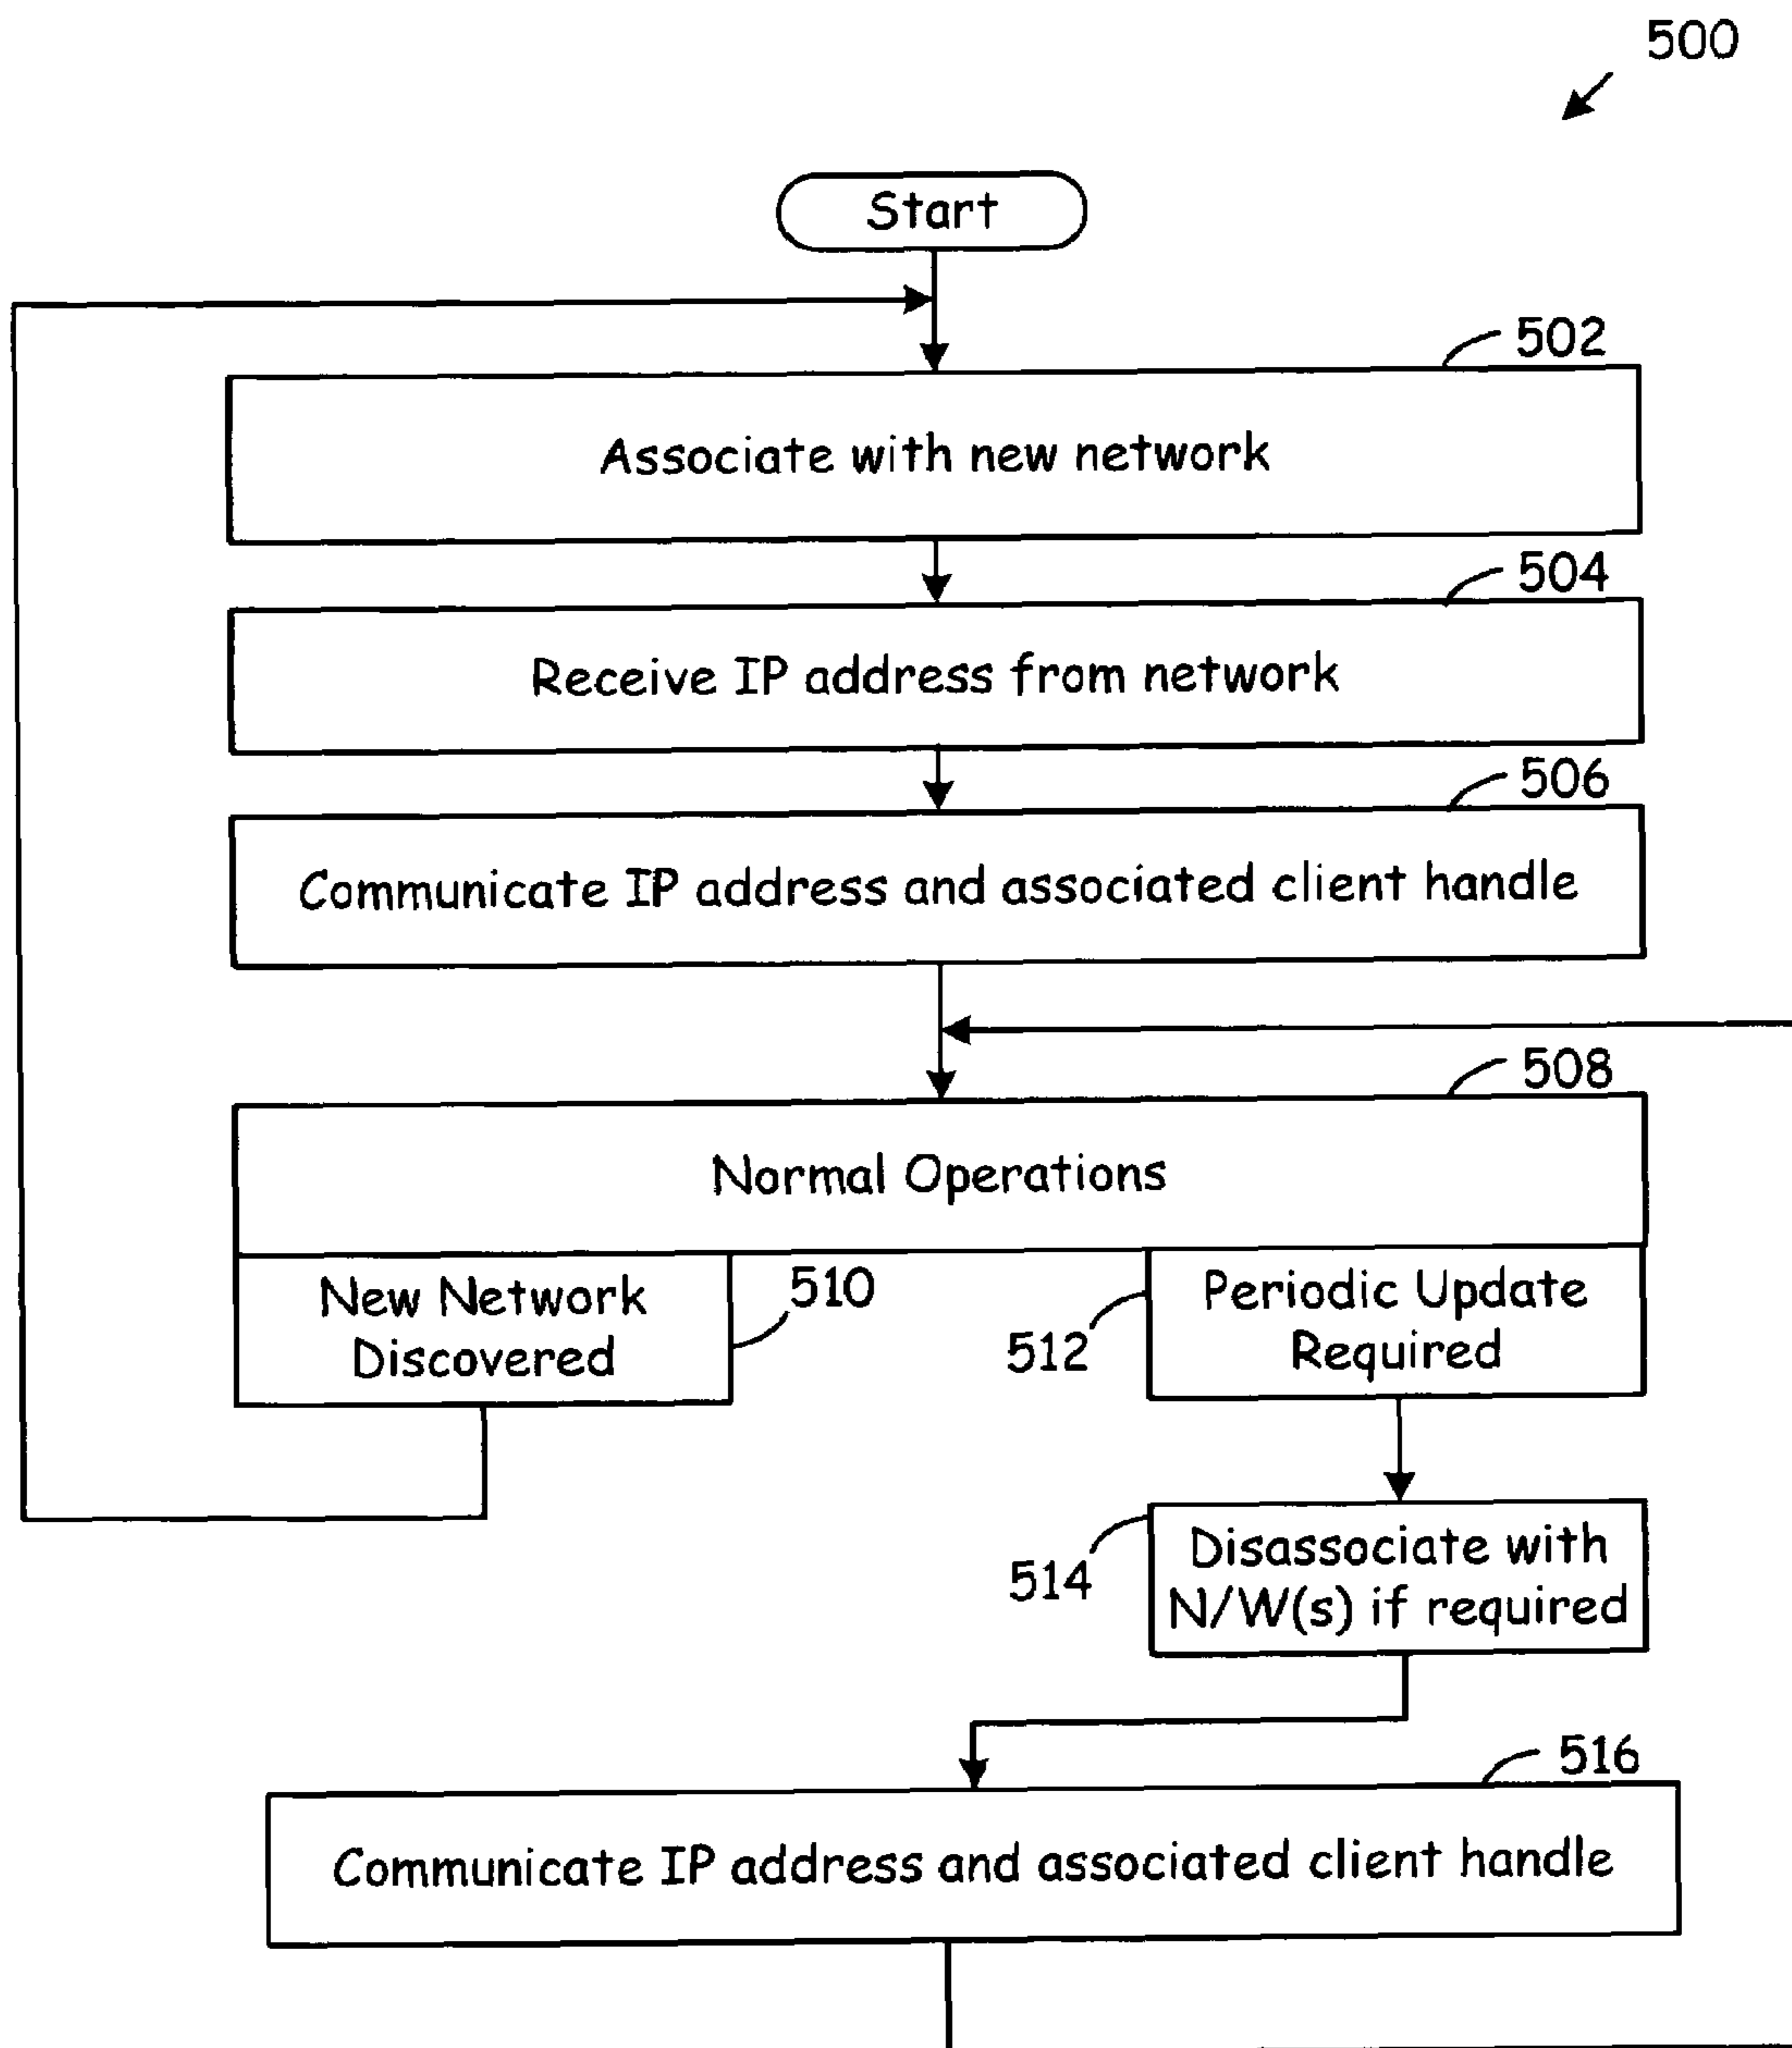 500
Start
502
Associate with new network
504
Receive IP address from network
506
Communicate IP address and associated client handle
508
Normal Operations
New Network
Discovered
510
Periodic Update
Required
512
Disassociate with
N/W(s) if required
514
516
Communicate IP address and associated client handle